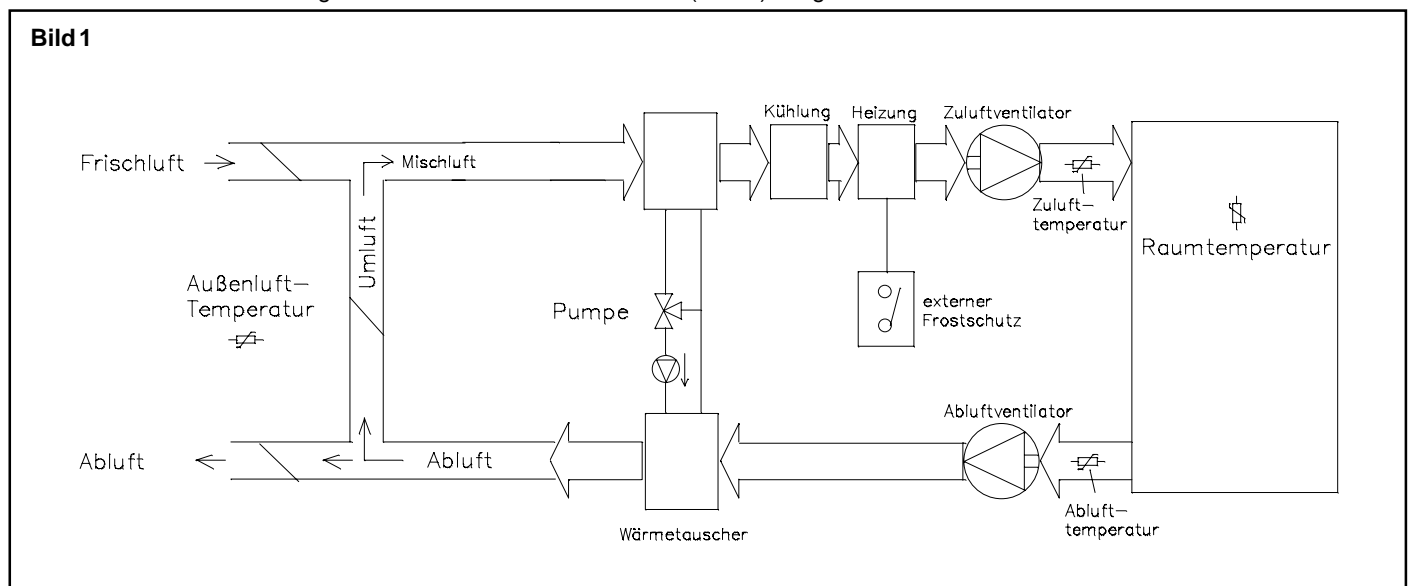 Bild 1
Kühlung
Heizung
Zuluftventilator
Frischluft
Mischluft
Umluft
Zuluft-
temperatur
Raumtemperatur
Außenluft-
Temperatur
Pumpe
externer
Frostschutz
Abluftventilator
Abluft
Abluft
Abluft-
temperatur
Wärmetauscher